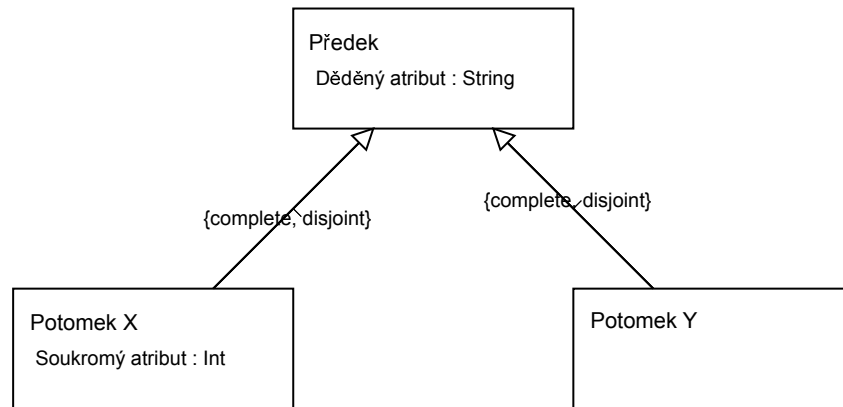 Předek
Děděný atribut : String
{complete, disjoint}
{complete, disjoint}
Potomek X
Soukromý atribut : Int
Potomek Y